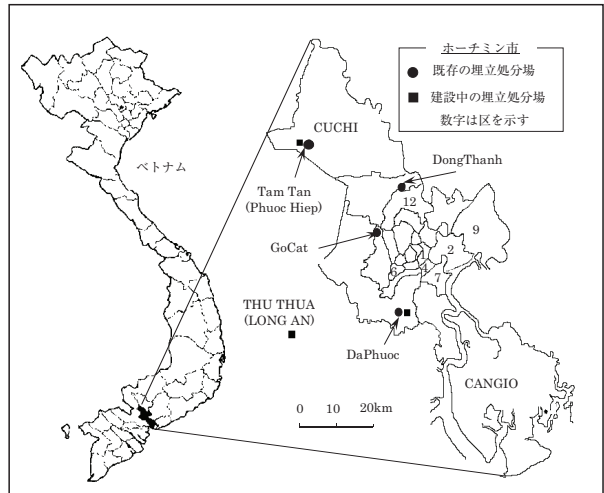 ホーチミン市
既存の埋立処分場
建設中の埋立処分場
数字は区を示す
ベトナム
CUCHI
DongThanh
Tam Tan
(Phuoc Hiep)
12
9
GoCat
2
1
6
4
7
THU THUA
(LONG AN)
DaPhuoc
CANGIO
0 10 20km